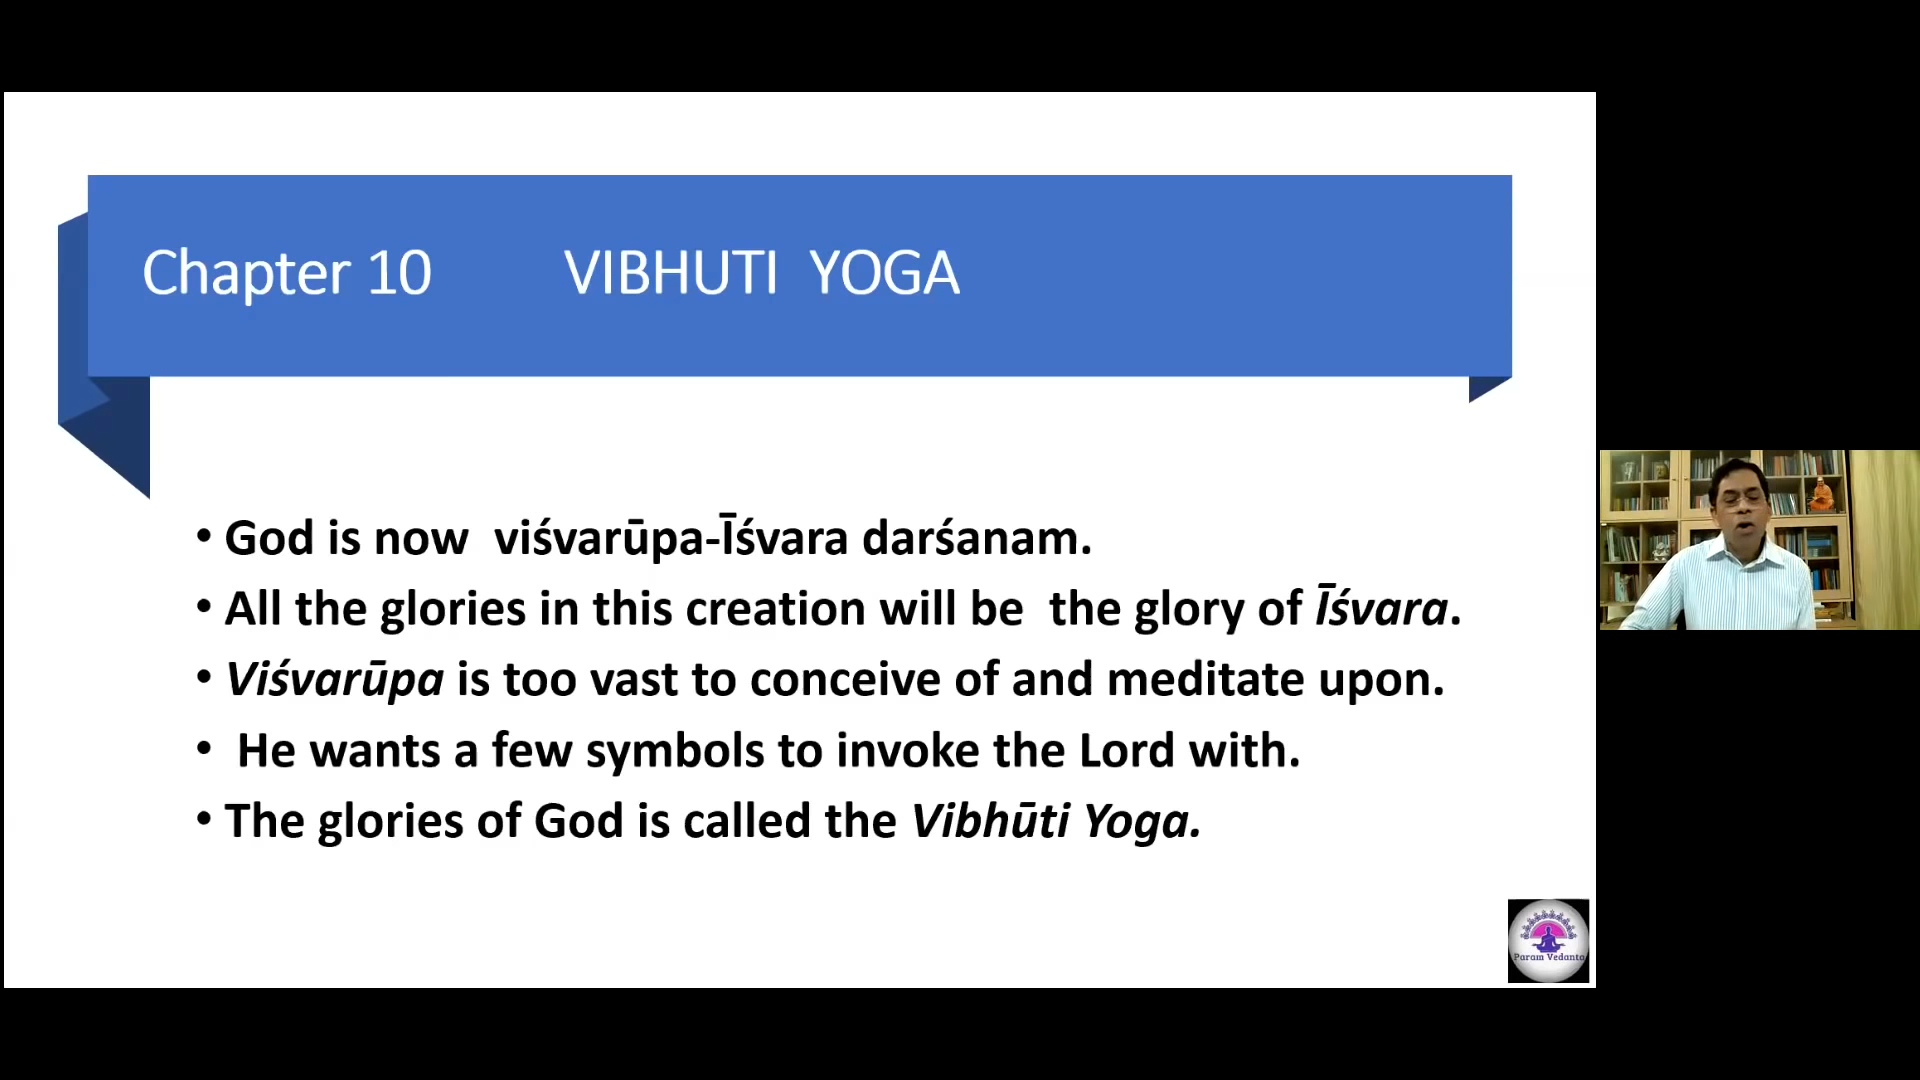 Chapter 10 VIBHUTI YOGA
• God is now viśvarūpa-Īśvara darśanam.
• All the glories in this creation will be the glory of Īśvara.
• Viśvarūpa is too vast to conceive of and meditate upon.
• He wants a few symbols to invoke the Lord with.
• The glories of God is called the Vibhūti Yoga.
Param Vedanta